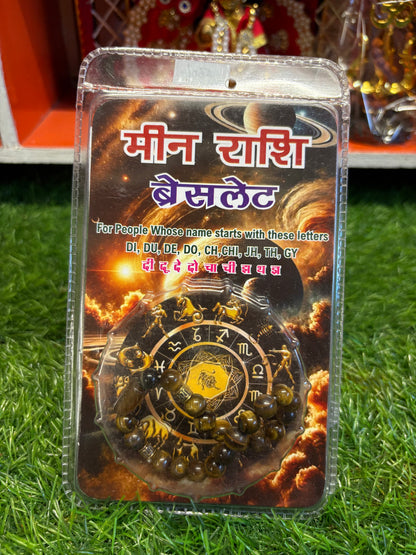 मीन राशि
ब्रेसलेट
For People Whose name starts with these letters
DI, DU, DE, DO, CH,CHI, JH, TH, GY
दी दू दे दो चा ची झ थ ज्ञ